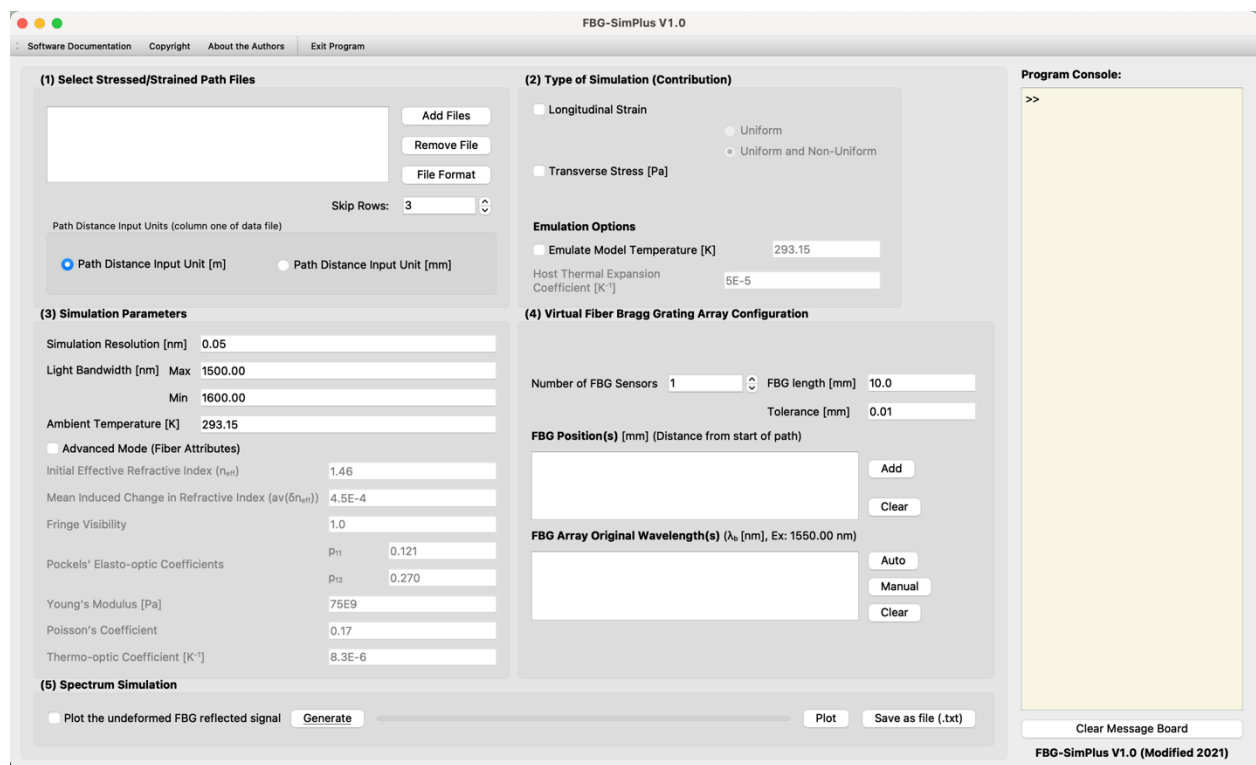 FBG-SimPlus V1.0
Software Documentation Copyright About the Authors Exit Program
(1) Select Stressed/Strained Path Files
Add Files
Remove File
File Format
Skip Rows: 3
Path Distance Input Units (column one of data file)
Path Distance Input Unit [m] Path Distance Input Unit [mm]
(2) Type of Simulation (Contribution)
Longitudinal Strain
Uniform
Uniform and Non-Uniform
Transverse Stress [Pa]
Emulation Options
Emulate Model Temperature [K] 293.15
Host Thermal Expansion
Coefficient [K⁻¹] 5E-5
(3) Simulation Parameters
Simulation Resolution [nm] 0.05
Light Bandwidth [nm] Max 1500.00
Min 1600.00
Ambient Temperature [K] 293.15
Advanced Mode (Fiber Attributes)
Initial Effective Refractive Index (nₑff) 1.46
Mean Induced Change in Refractive Index (av(δnₑff)) 4.5E-4
Fringe Visibility 1.0
Pockels' Elasto-optic Coefficients
p₁₁ 0.121
p₁₂ 0.270
Young's Modulus [Pa] 75E9
Poisson's Coefficient 0.17
Thermo-optic Coefficient [K⁻¹] 8.3E-6
(4) Virtual Fiber Bragg Grating Array Configuration
Number of FBG Sensors 1 FBG length [mm] 10.0
Tolerance [mm] 0.01
FBG Position(s) [mm] (Distance from start of path)
Add
Clear
FBG Array Original Wavelength(s) (λb [nm], Ex: 1550.00 nm)
Auto
Manual
Clear
(5) Spectrum Simulation
Plot the undeformed FBG reflected signal Generate Plot Save as file (.txt)
Program Console:
>>
Clear Message Board
FBG-SimPlus V1.0 (Modified 2021)